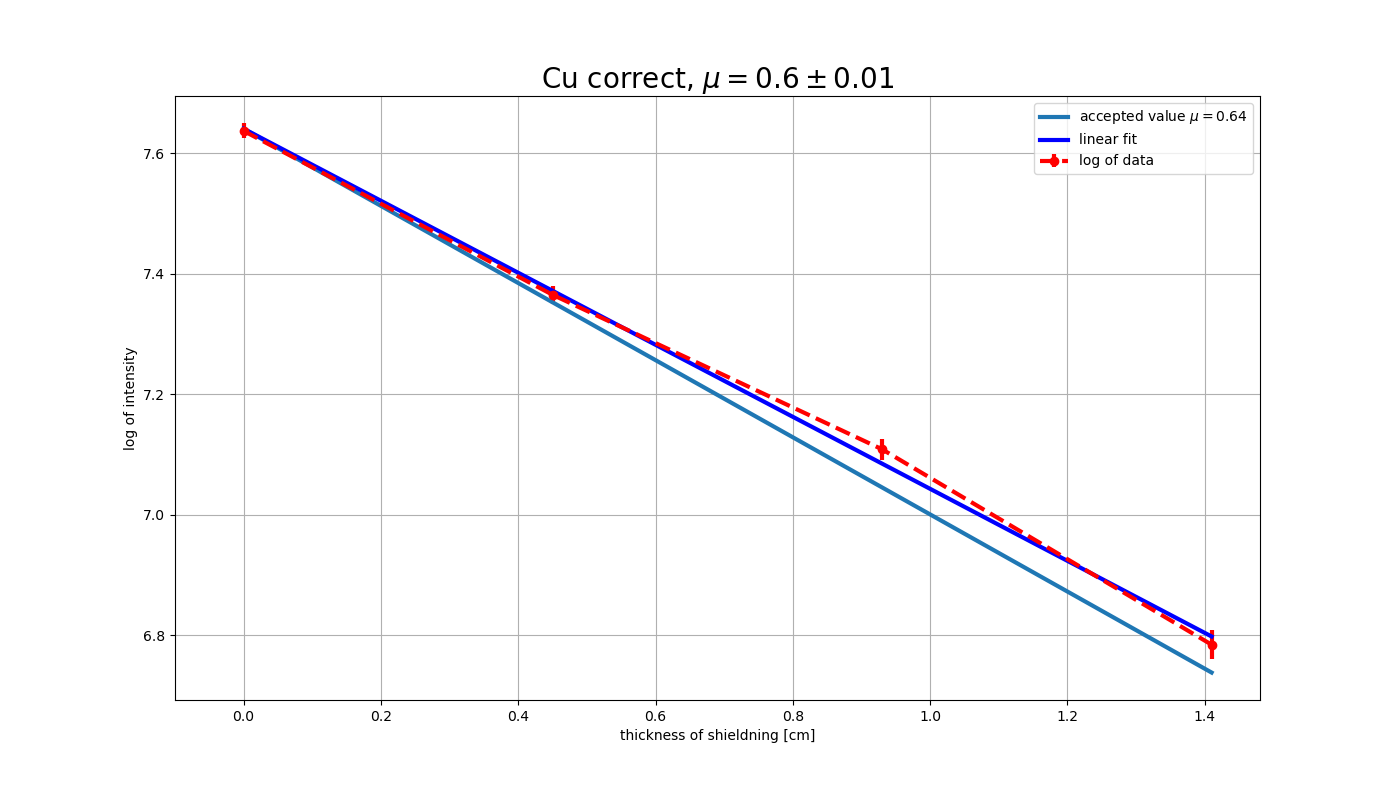 Cu correct, μ = 0.6 ± 0.01
accepted value μ = 0.64
linear fit
log of data
7.6
7.4
7.2
7.0
6.8
log of intensity
0.0 0.2 0.4 0.6 0.8 1.0 1.2 1.4
thickness of shieldning [cm]